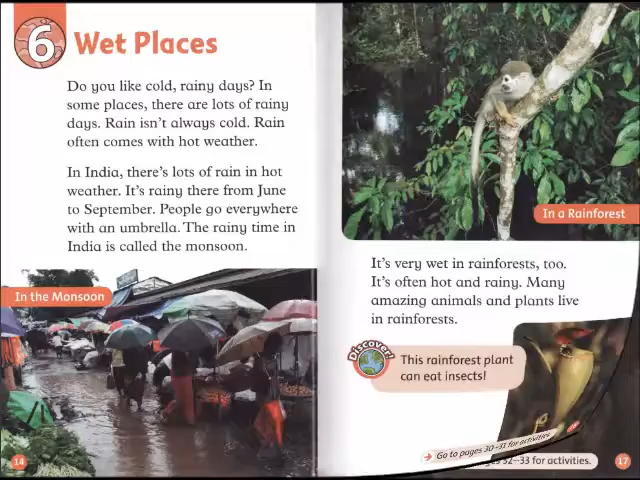 6 Wet Places
Do you like cold, rainy days? In
some places, there are lots of rainy
days. Rain isn't always cold. Rain
often comes with hot weather.
In India, there's lots of rain in hot
weather. It's rainy there from June
to September. People go everywhere
with an umbrella. The rainy time in
India is called the monsoon.
In the Monsoon
14
In a Rainforest
It's very wet in rainforests, too.
It's often hot and rainy. Many
amazing animals and plants live
in rainforests.
Discover!
This rainforest plant
can eat insects!
Go to pages 30–31 for activities.
32–33 for activities.
17